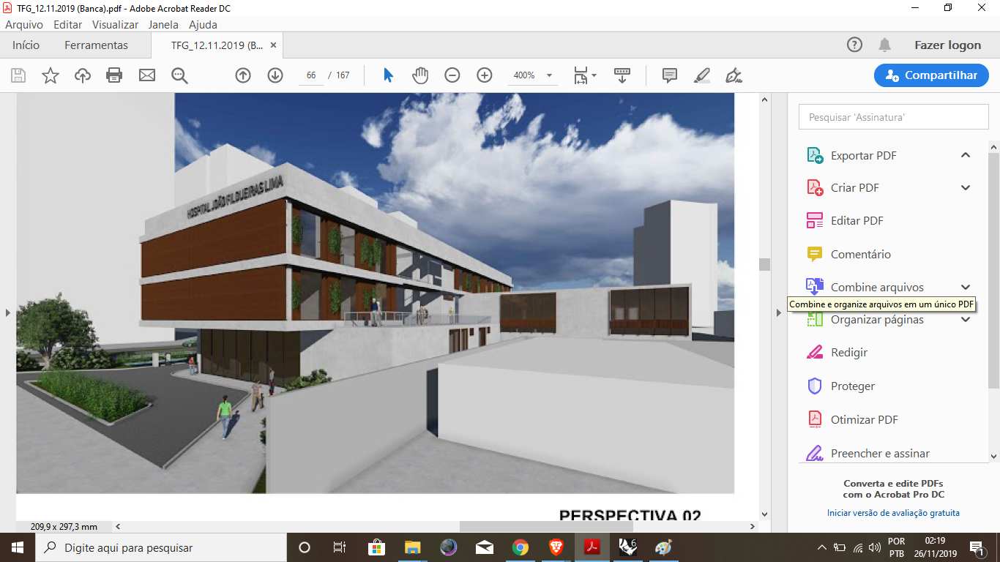 TFG_12.11.2019 (Banca).pdf - Adobe Acrobat Reader DC
Arquivo Editar Visualizar Janela Ajuda
Início Ferramentas TFG_12.11.2019 (B... × Fazer logon
66 / 167 400% Compartilhar
HOSPITAL JOÃO FILGUEIRAS LIMA
PERSPECTIVA 02
209,9 x 297,3 mm
Pesquisar 'Assinatura'
Exportar PDF
Criar PDF
Editar PDF
Comentário
Combine arquivos
Combine e organize arquivos em um único PDF
Organizar páginas
Redigir
Proteger
Otimizar PDF
Preencher e assinar
Converta e edite PDFs
com o Acrobat Pro DC
Iniciar versão de avaliação gratuita
Digite aqui para pesquisar
6
POR
PTB
02:19
26/11/2019
1